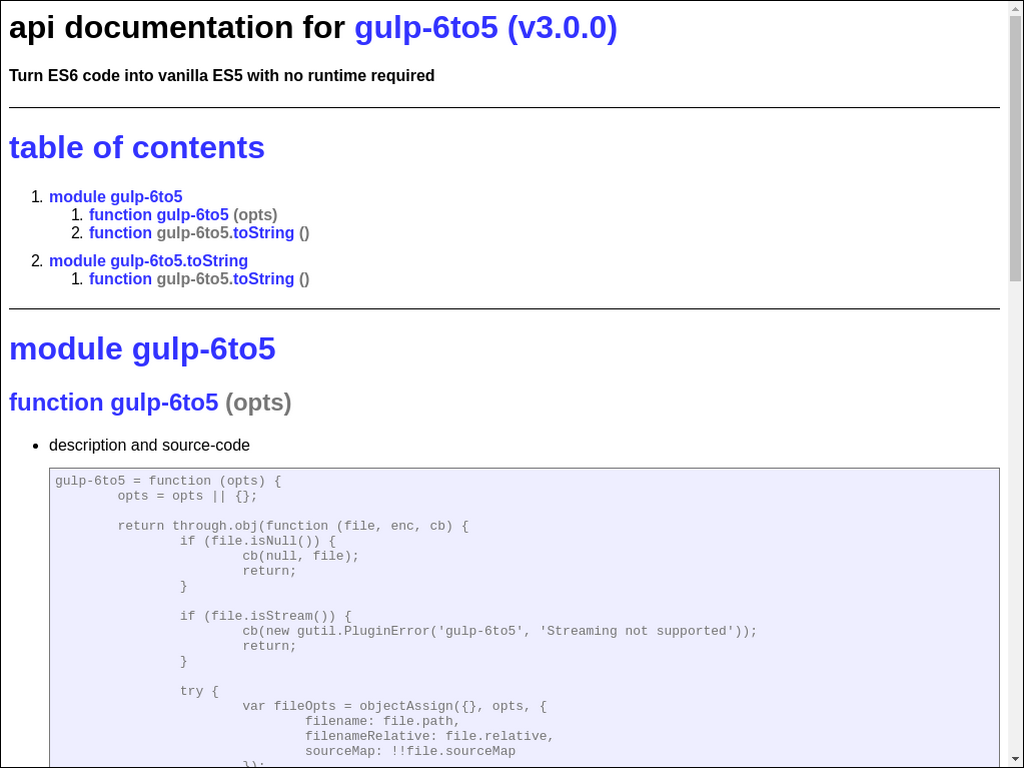 api documentation for gulp-6to5 (v3.0.0)
Turn ES6 code into vanilla ES5 with no runtime required
table of contents
1. module gulp-6to5
1. function gulp-6to5 (opts)
2. function gulp-6to5.toString ()
2. module gulp-6to5.toString
1. function gulp-6to5.toString ()
module gulp-6to5
function gulp-6to5 (opts)
• description and source-code
gulp-6to5 = function (opts) {
opts = opts || {};
return through.obj(function (file, enc, cb) {
if (file.isNull()) {
cb(null, file);
return;
}
if (file.isStream()) {
cb(new gutil.PluginError('gulp-6to5', 'Streaming not supported'));
return;
}
try {
var fileOpts = objectAssign({}, opts, {
filename: file.path,
filenameRelative: file.relative,
sourceMap: !!file.sourceMap
});